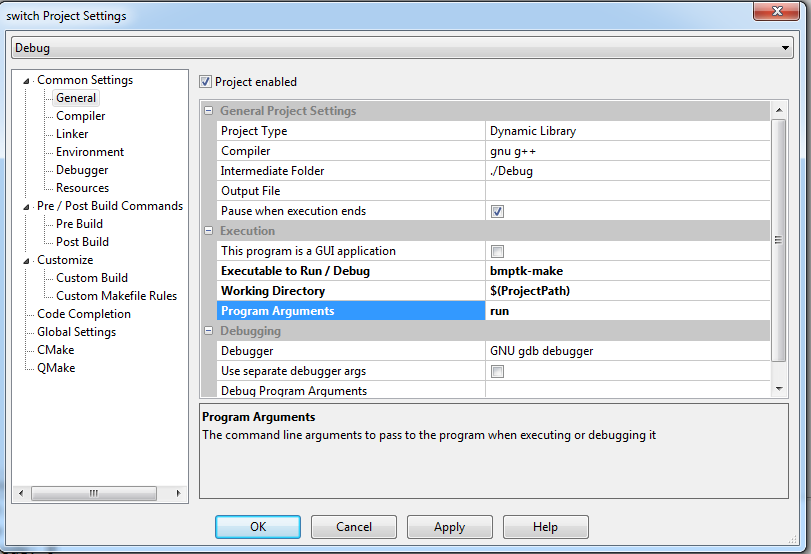 switch Project Settings
Debug
Common Settings
General
Compiler
Linker
Environment
Debugger
Resources
Pre / Post Build Commands
Pre Build
Post Build
Customize
Custom Build
Custom Makefile Rules
Code Completion
Global Settings
CMake
QMake
Project enabled
General Project Settings
Project Type Dynamic Library
Compiler gnu g++
Intermediate Folder ./Debug
Output File
Pause when execution ends
Execution
This program is a GUI application
Executable to Run / Debug bmptk-make
Working Directory $(ProjectPath)
Program Arguments run
Debugging
Debugger GNU gdb debugger
Use separate debugger args
Debug Program Arguments
Program Arguments
The command line arguments to pass to the program when executing or debugging it
OK Cancel Apply Help